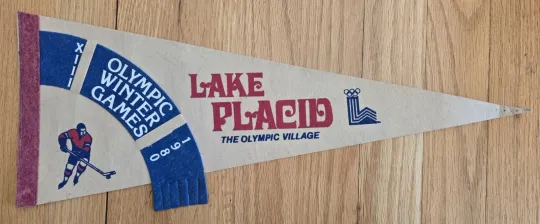 XIII
OLYMPIC
WINTER
GAMES
1980
LAKE
PLACID
THE OLYMPIC VILLAGE